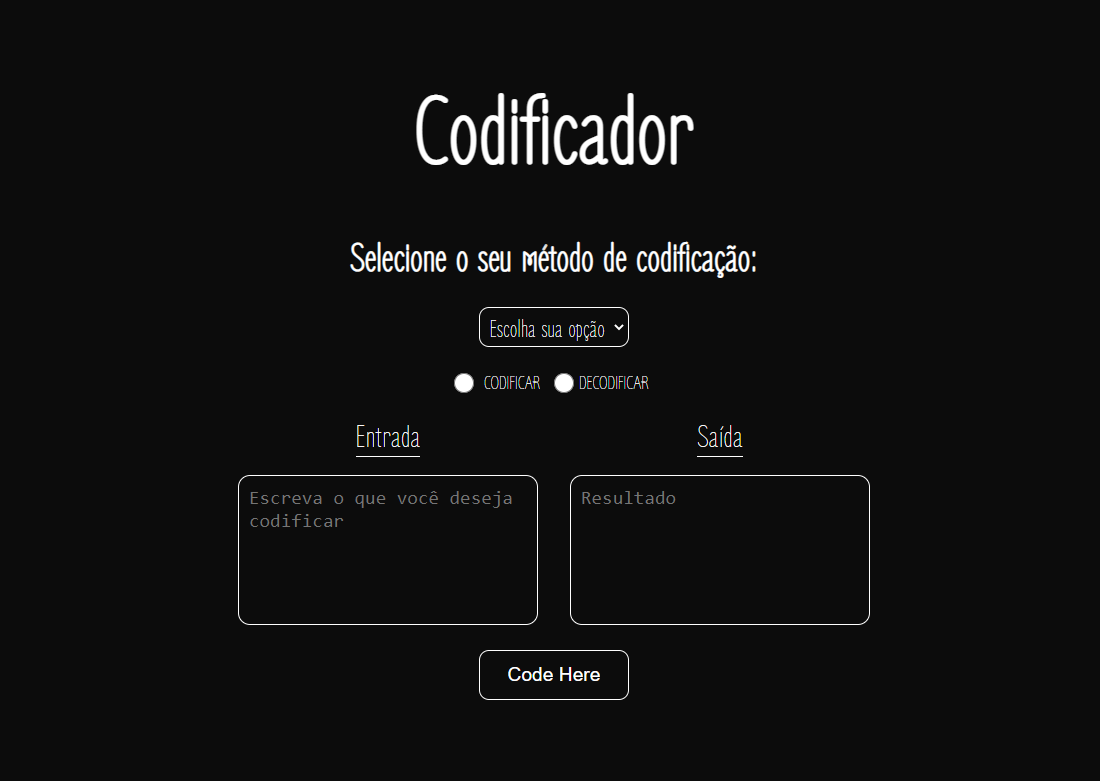 Codificador
Selecione o seu método de codificação:
Escolha sua opção
CODIFICAR DECODIFICAR
Entrada Saída
Escreva o que você deseja
codificar
Resultado
Code Here